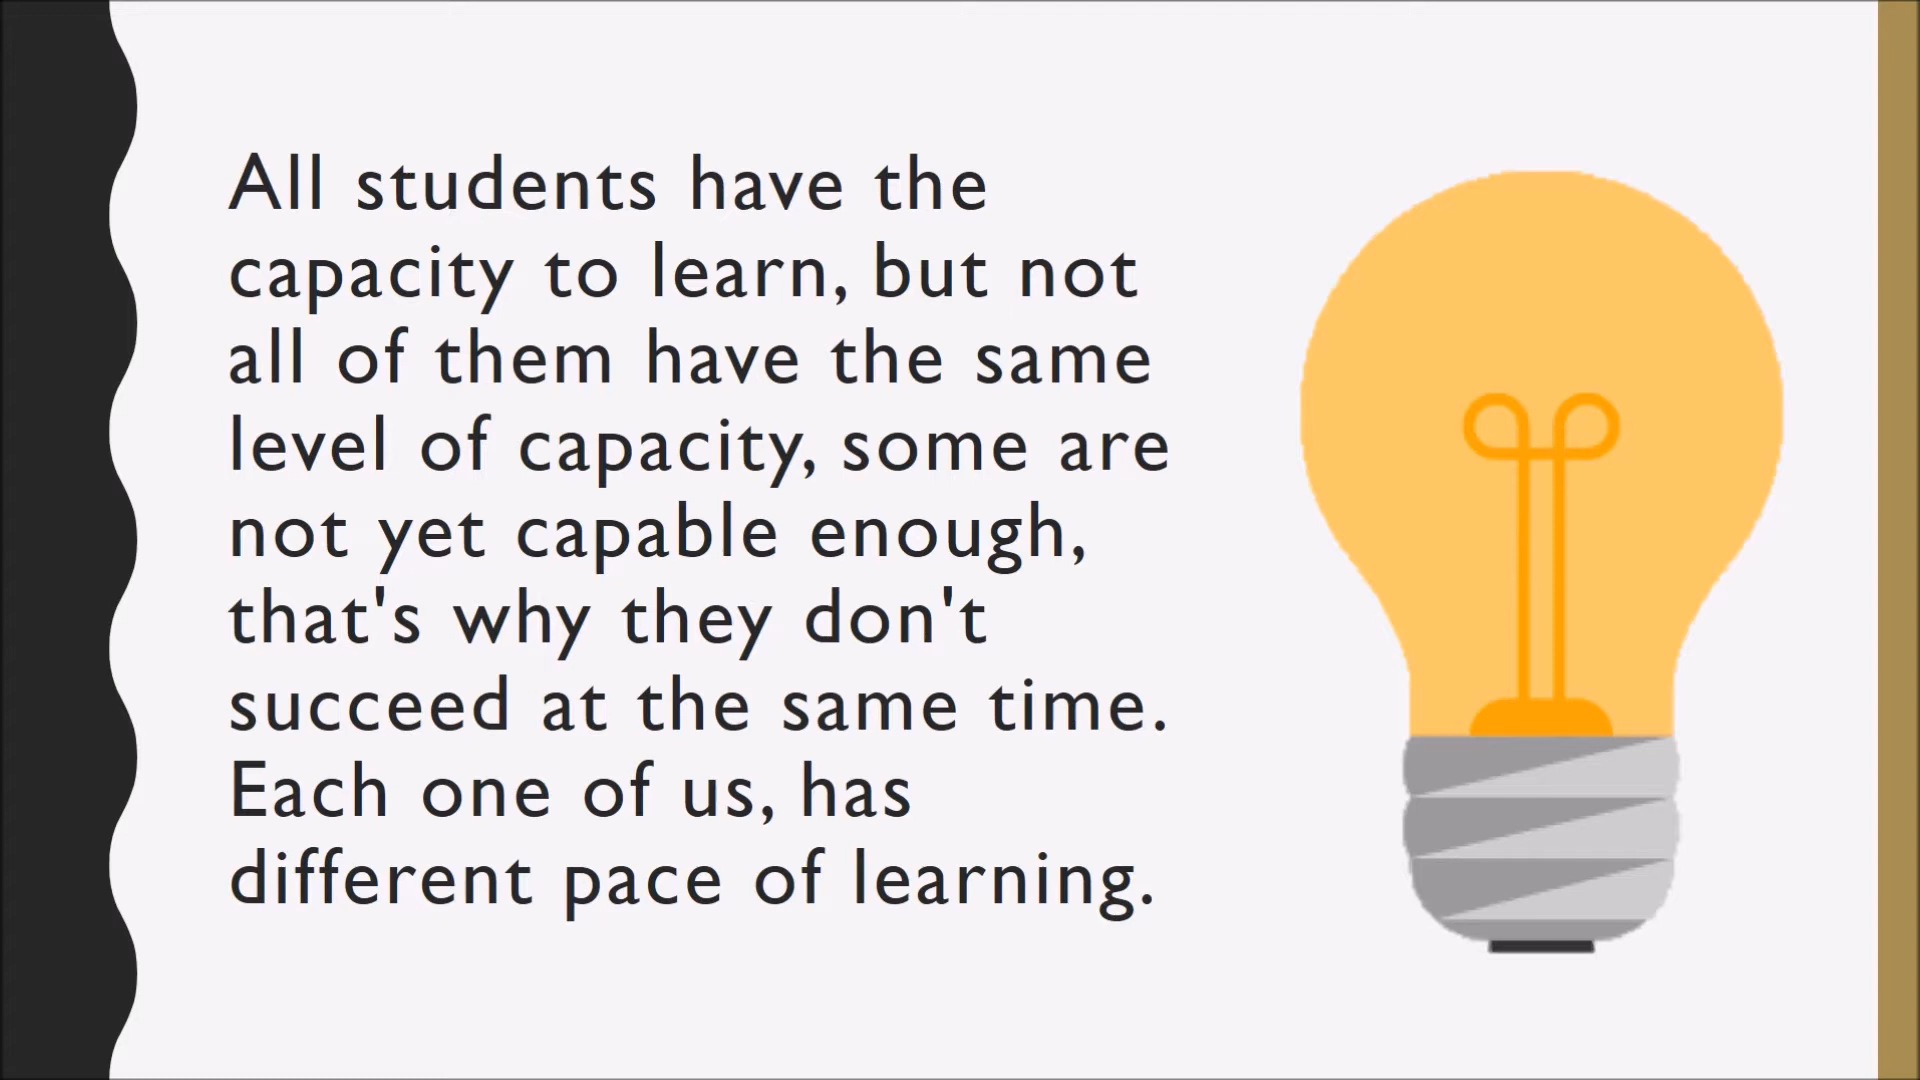 All students have the
capacity to learn, but not
all of them have the same
level of capacity, some are
not yet capable enough,
that's why they don't
succeed at the same time.
Each one of us, has
different pace of learning.